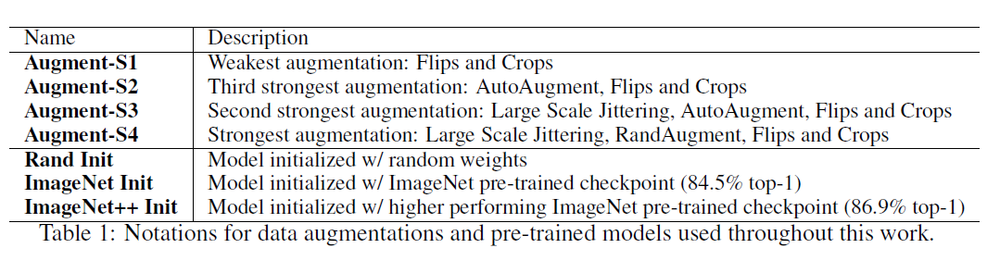 Name Description
Augment-S1 Weakest augmentation: Flips and Crops
Augment-S2 Third strongest augmentation: AutoAugment, Flips and Crops
Augment-S3 Second strongest augmentation: Large Scale Jittering, AutoAugment, Flips and Crops
Augment-S4 Strongest augmentation: Large Scale Jittering, RandAugment, Flips and Crops
Rand Init Model initialized w/ random weights
ImageNet Init Model initialized w/ ImageNet pre-trained checkpoint (84.5% top-1)
ImageNet++ Init Model initialized w/ higher performing ImageNet pre-trained checkpoint (86.9% top-1)
Table 1: Notations for data augmentations and pre-trained models used throughout this work.